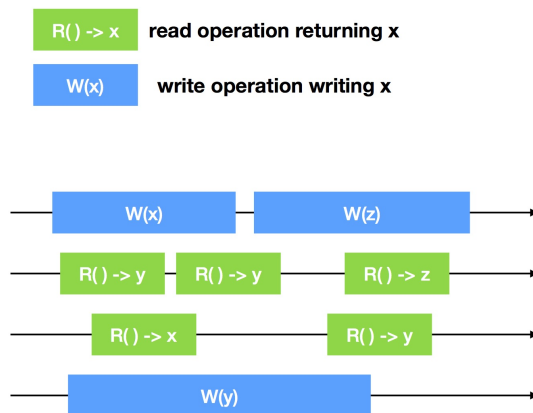 R( ) -> x read operation returning x
W(x) write operation writing x
W(x) W(z)
R( ) -> y R( ) -> y R( ) -> z
R( ) -> x R( ) -> y
W(y)